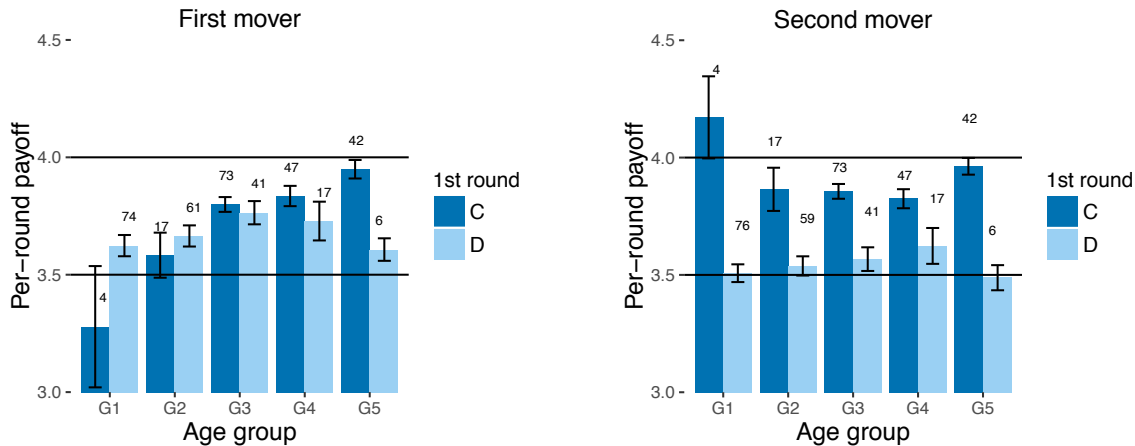 First mover
4.5
4.0
3.5
3.0
Per−round payoff
4
74
17
61
73
41
47
17
42
6
G1 G2 G3 G4 G5
Age group
1st round
C
D
Second mover
4.5
4.0
3.5
3.0
Per−round payoff
4
76
17
59
73
41
47
17
42
6
G1 G2 G3 G4 G5
Age group
1st round
C
D